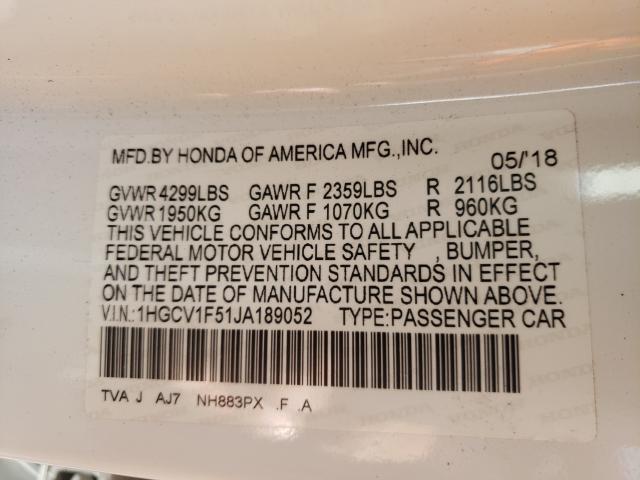 MFD.BY HONDA OF AMERICA MFG.,INC. 05/'18
GVWR 4299LBS GAWR F 2359LBS R 2116LBS
GVWR 1950KG GAWR F 1070KG R 960KG
THIS VEHICLE CONFORMS TO ALL APPLICABLE
FEDERAL MOTOR VEHICLE SAFETY , BUMPER,
AND THEFT PREVENTION STANDARDS IN EFFECT
ON THE DATE OF MANUFACTURE SHOWN ABOVE.
V.I.N.:1HGCV1F51JA189052 TYPE:PASSENGER CAR
TVA J AJ7 NH883PX .F .A